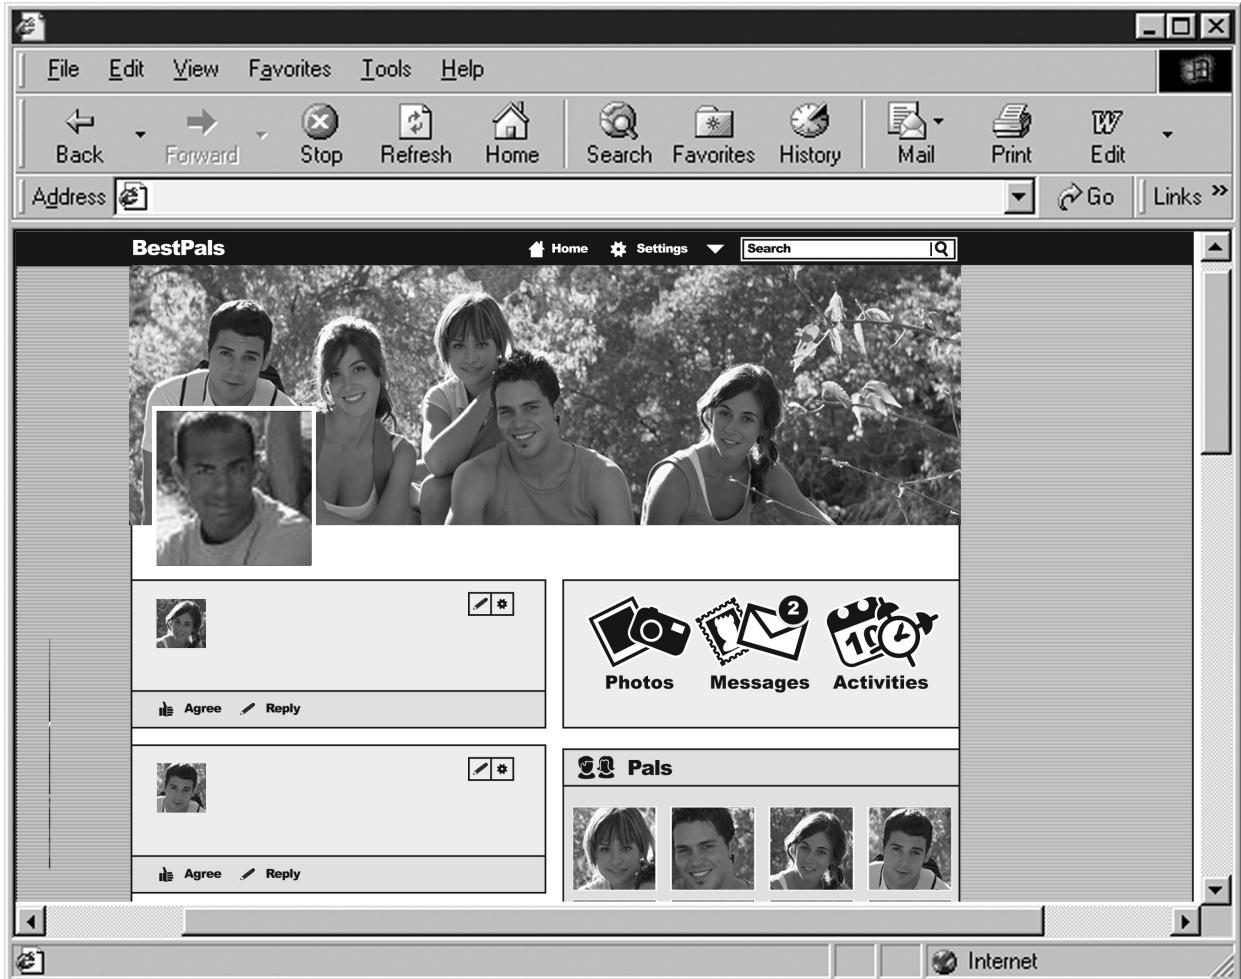 File Edit View Favorites Tools Help
Back Forward Stop Refresh Home Search Favorites History Mail Print Edit
Address Go Links »
BestPals Home Settings Search
2
10
Photos Messages Activities
Agree Reply
Pals
Agree Reply
Internet